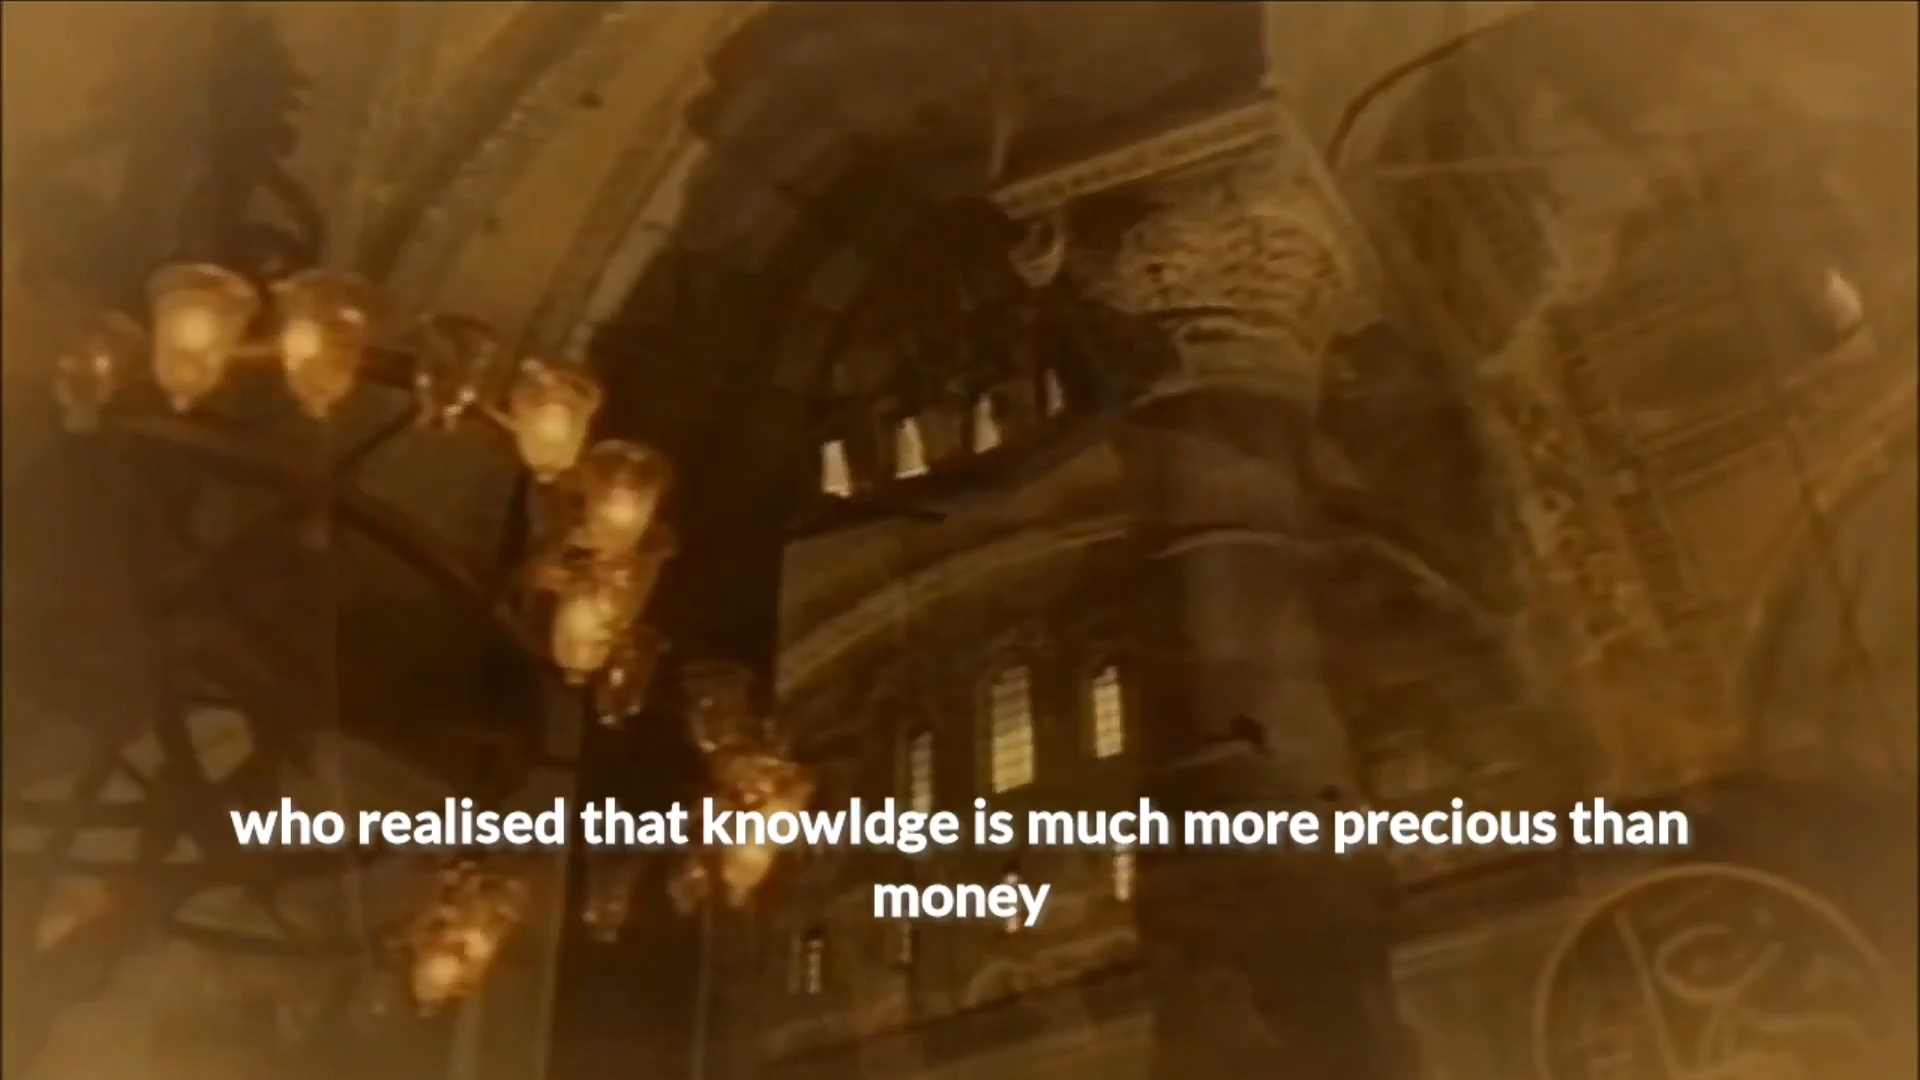 who realised that knowldge is much more precious than
money